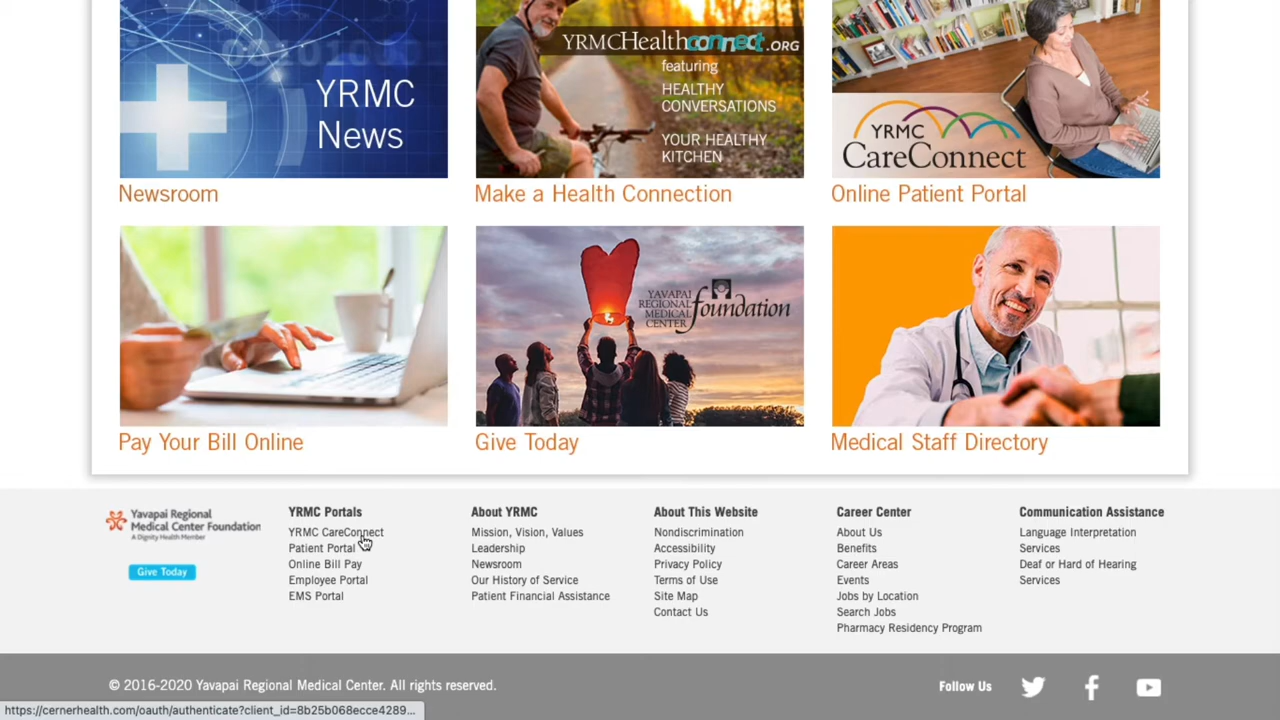 YRMC
News
YRMCHealthconnect.ORG
featuring
HEALTHY
CONVERSATIONS
YOUR HEALTHY
KITCHEN
YRMC
CareConnect
Newsroom
Make a Health Connection
Online Patient Portal
YAVAPAI
REGIONAL
MEDICAL
CENTER
foundation
Pay Your Bill Online
Give Today
Medical Staff Directory
Yavapai Regional
Medical Center Foundation
A Dignity Health Member
Give Today
YRMC Portals
YRMC CareConnect
Patient Portal
Online Bill Pay
Employee Portal
EMS Portal
About YRMC
Mission, Vision, Values
Leadership
Newsroom
Our History of Service
Patient Financial Assistance
About This Website
Nondiscrimination
Accessibility
Privacy Policy
Terms of Use
Site Map
Contact Us
Career Center
About Us
Benefits
Career Areas
Events
Jobs by Location
Search Jobs
Pharmacy Residency Program
Communication Assistance
Language Interpretation
Services
Deaf or Hard of Hearing
Services
© 2016-2020 Yavapai Regional Medical Center. All rights reserved.
Follow Us
https://cernerhealth.com/oauth/authenticate?client_id=8b25b068ecce4289...